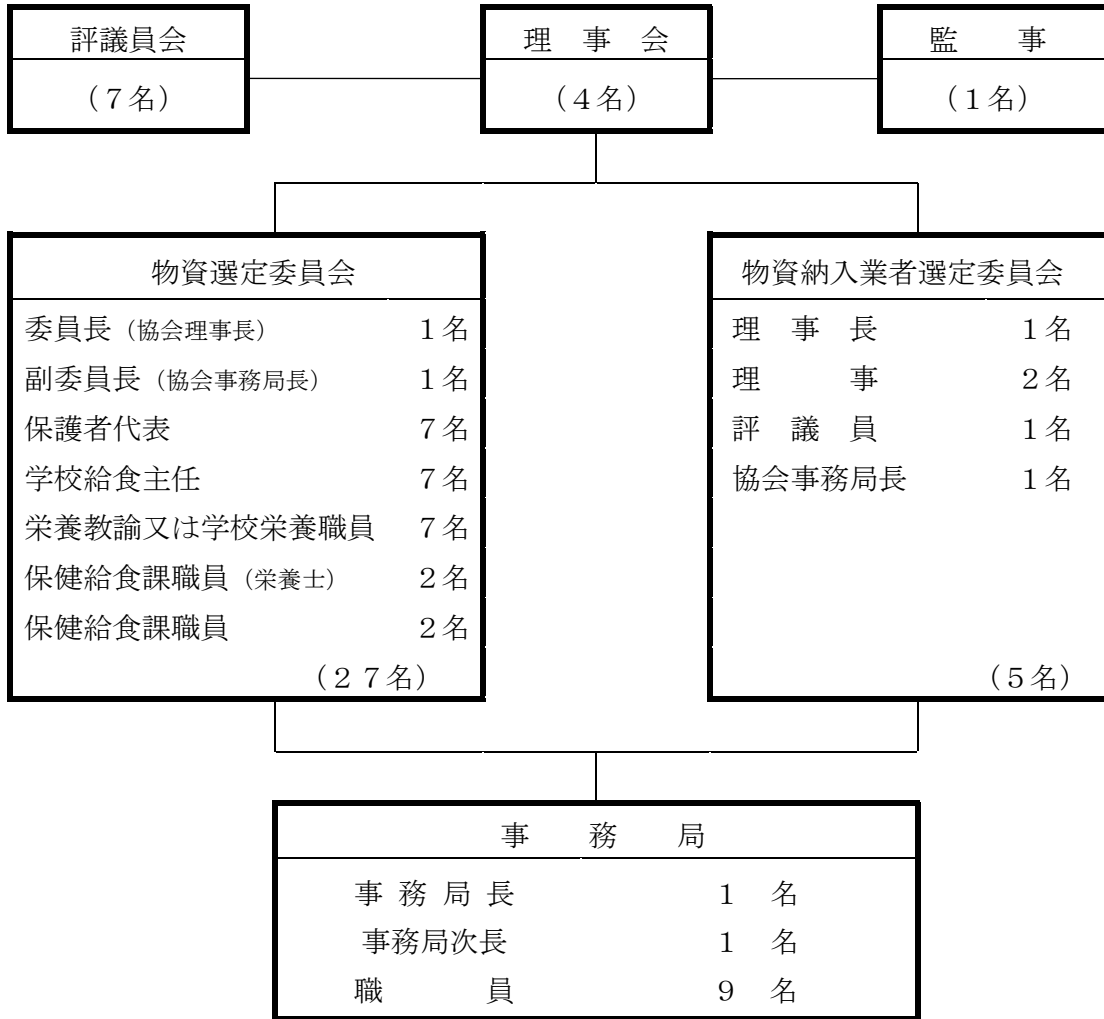 評議員会
(7名)
理事会
(4名)
監事
(1名)
物資選定委員会
委員長(協会理事長) 1名
副委員長(協会事務局長) 1名
保護者代表 7名
学校給食主任 7名
栄養教諭又は学校栄養職員 7名
保健給食課職員(栄養士) 2名
保健給食課職員 2名
(27名)
物資納入業者選定委員会
理事長 1名
理事 2名
評議員 1名
協会事務局長 1名
(5名)
事務局
事務局長 1名
事務局次長 1名
職員 9名